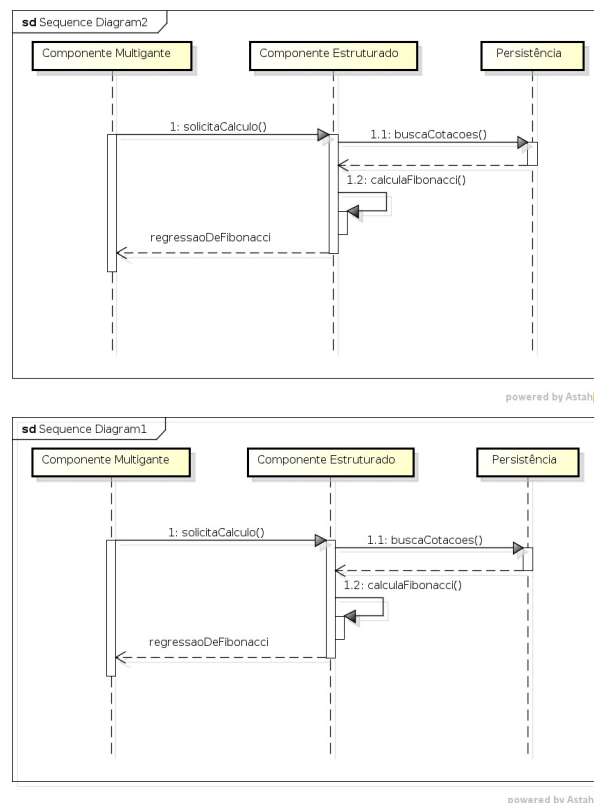 sd Sequence Diagram2
Componente Multigante
Componente Estruturado
Persistência
1: solicitaCalculo()
1.1: buscaCotacoes()
1.2: calculaFibonacci()
regressaoDeFibonacci
powered by Astah
sd Sequence Diagram1
Componente Multigante
Componente Estruturado
Persistência
1: solicitaCalculo()
1.1: buscaCotacoes()
1.2: calculaFibonacci()
regressaoDeFibonacci
powered by Astah